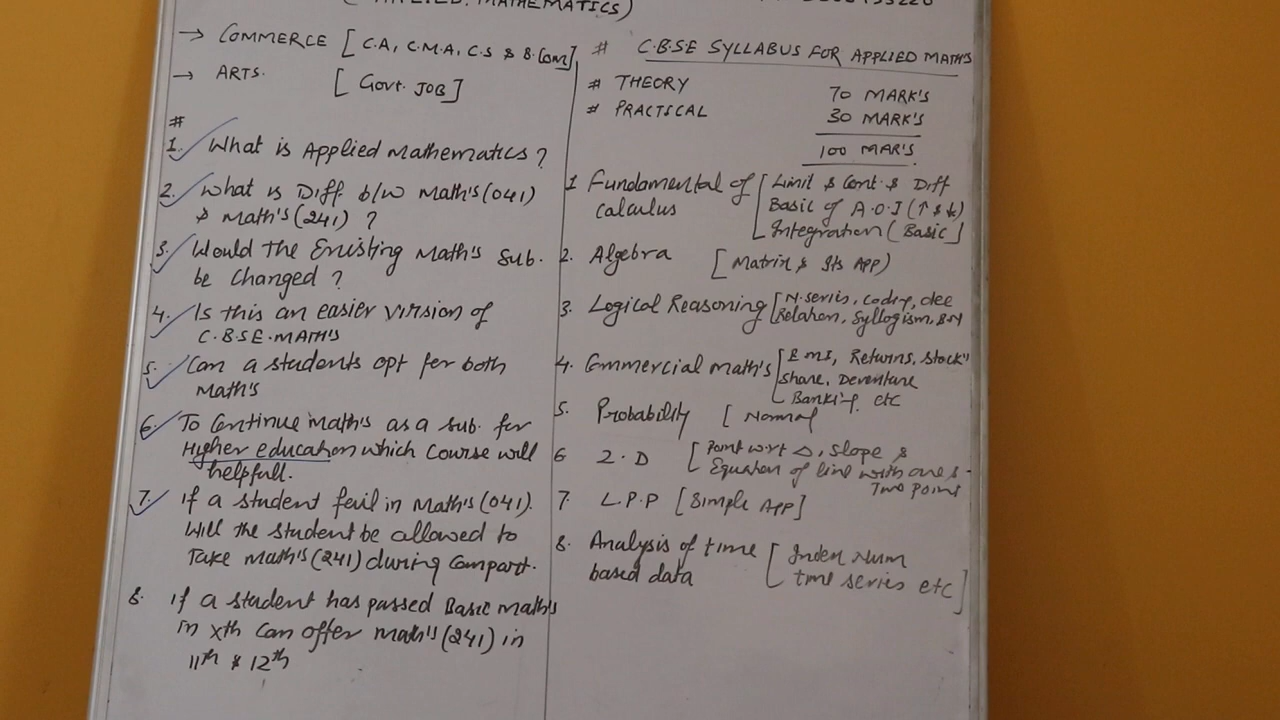 (APPLIED. MATHEMATICS)
→ COMMERCE [C.A, C.M.A, C.S & B.Com],
→ ARTS. [Govt. JOB]
#
1. What is Applied Mathematics ?
2. What is Diff b/w Math's (041)
& Math's (241) ?
3. Would the Existing Math's Sub.
be changed ?
4. Is this an easier virsion of
C.B.S.E. MATH'S
5. Can a students opt for both
Math's
6. To Continue math's as a sub. for
Higher education which course will
helpfull.
7. if a student feil in Math's (041).
Will the student be allowed to
Take math's (241) during Compart.
8. if a student has passed Basic math's
in Xth can offer math's (241) in
11th & 12th
# C.B.S.E SYLLABUS FOR APPLIED MATH'S
# THEORY 70 MARK'S
# PRACTICAL 30 MARK'S
100 MAR'S.
1 Fundamental of calculus [Limit & Cont. & Diff
Basic of A.O.I (↑ & ↓)
Integration (Basic]
2. Algebra [Matrix & Its APP)
3. Logical Reasoning [N. series, Coding, dec
Relation, Syllogism,
4. Commercial math's [E MI, Returns, Stock's
Share, Deventure
Banking. etc
5. Probability [Normal
6 2.D [Point w.r.t △, Slope &
Equation of line with one &
Two point
7. L.P.P [Simple APP]
8. Analysis of time based data [Index Num
time series etc]